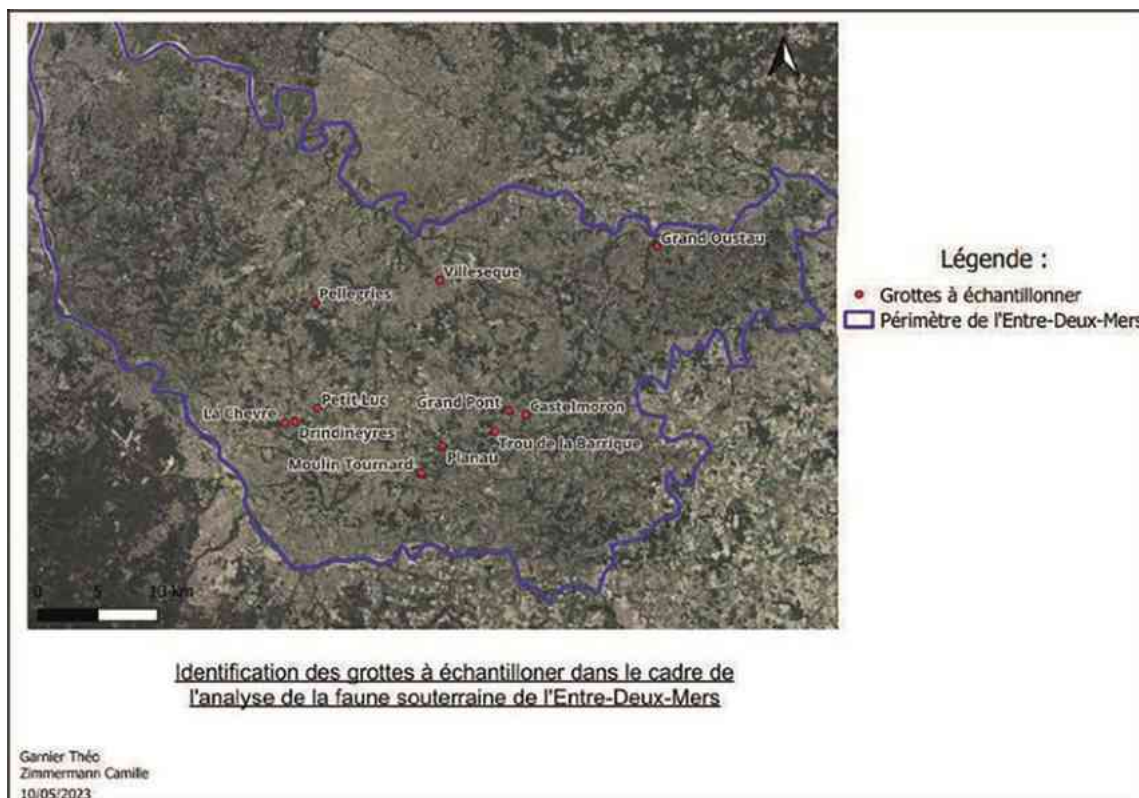 Grand Oustau
Villeseque
Pellegries
Petit Luc
Grand Pont
Castelmoron
La Chevre
Drindineyres
Trou de la Barrique
Planau
Moulin Tournard
0 5 10 km
Légende :
Grottes à échantillonner
Périmètre de l'Entre-Deux-Mers
Identification des grottes à échantilloner dans le cadre de
l'analyse de la faune souterraine de l'Entre-Deux-Mers
Garnier Théo
Zimmermann Camille
10/05/2023